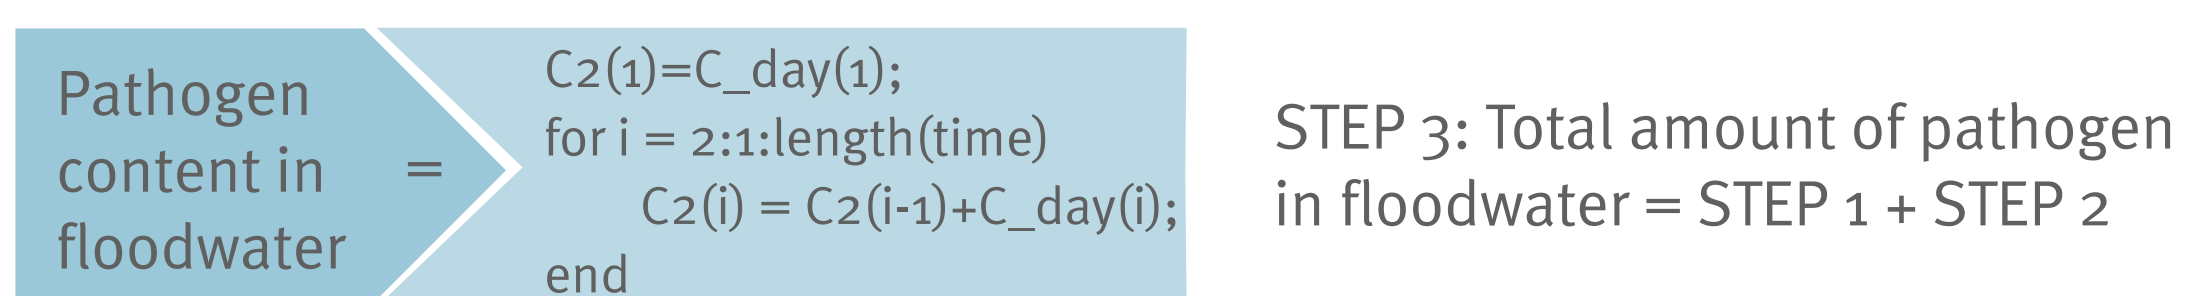 Pathogen
content in
floodwater
=
C2(1)=C_day(1);
for i = 2:1:length(time)
C2(i) = C2(i-1)+C_day(i);
end
STEP 3: Total amount of pathogen
in floodwater = STEP 1 + STEP 2